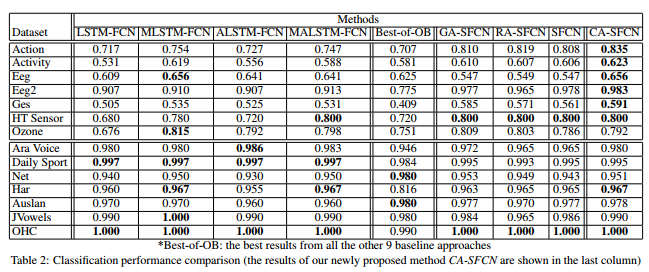 Methods
Dataset LSTM-FCN MLSTM-FCN ALSTM-FCN MALSTM-FCN Best-of-OB GA-SFCN RA-SFCN SFCN CA-SFCN
Action 0.717 0.754 0.727 0.747 0.707 0.810 0.819 0.808 0.835
Activity 0.531 0.619 0.556 0.588 0.581 0.610 0.607 0.606 0.623
Eeg 0.609 0.656 0.641 0.641 0.625 0.547 0.549 0.547 0.656
Eeg2 0.907 0.910 0.907 0.913 0.775 0.977 0.965 0.978 0.983
Ges 0.505 0.535 0.525 0.531 0.409 0.585 0.571 0.561 0.591
HT Sensor 0.680 0.780 0.720 0.800 0.720 0.800 0.800 0.800 0.800
Ozone 0.676 0.815 0.792 0.798 0.751 0.809 0.803 0.786 0.792
Ara Voice 0.980 0.980 0.986 0.983 0.946 0.972 0.965 0.965 0.980
Daily Sport 0.997 0.997 0.997 0.997 0.984 0.995 0.993 0.995 0.995
Net 0.940 0.950 0.930 0.950 0.980 0.953 0.949 0.943 0.951
Har 0.960 0.967 0.955 0.967 0.816 0.963 0.965 0.965 0.967
Auslan 0.970 0.970 0.960 0.960 0.980 0.977 0.970 0.977 0.978
JVowels 0.990 1.000 0.990 0.990 0.980 0.984 0.965 0.986 0.990
OHC 1.000 1.000 1.000 1.000 0.990 1.000 1.000 1.000 1.000
*Best-of-OB: the best results from all the other 9 baseline approaches
Table 2: Classification performance comparison (the results of our newly proposed method CA-SFCN are shown in the last column)